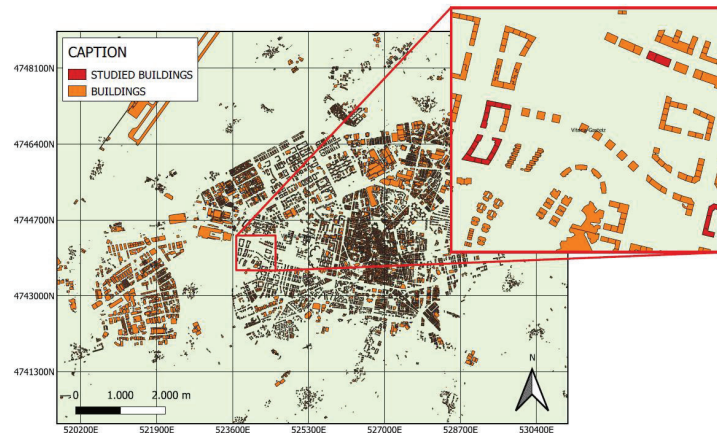 CAPTION
STUDIED BUILDINGS
BUILDINGS
4748100N
4746400N
4744700N
4743000N
4741300N
N
0 1.000 2.000 m
520200E 521900E 523600E 525300E 527000E 528700E 530400E